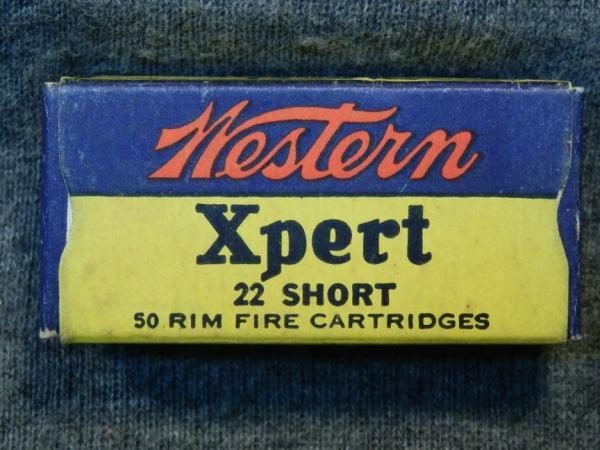 Western
Xpert
22 SHORT
50 RIM FIRE CARTRIDGES